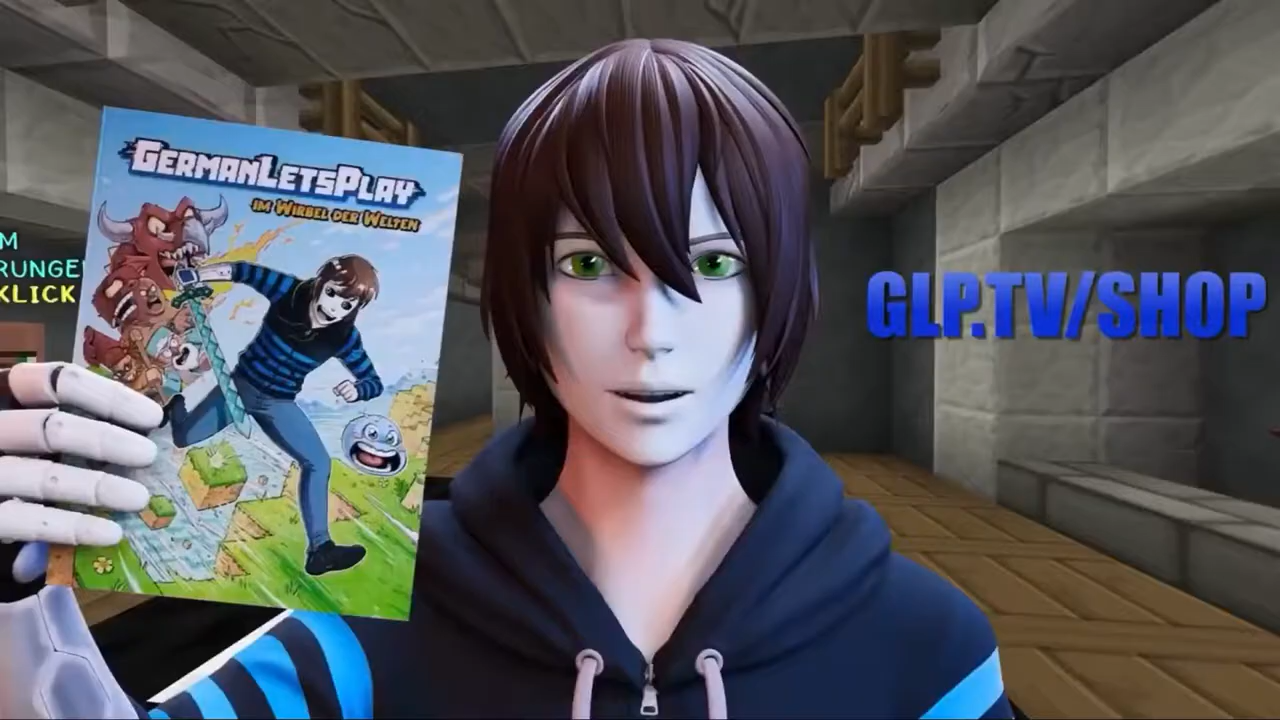 GERMANLETSPLAY
IM WIRBEL DER WELTEN
M
RUNGE
KLICK
GLP.TV/SHOP